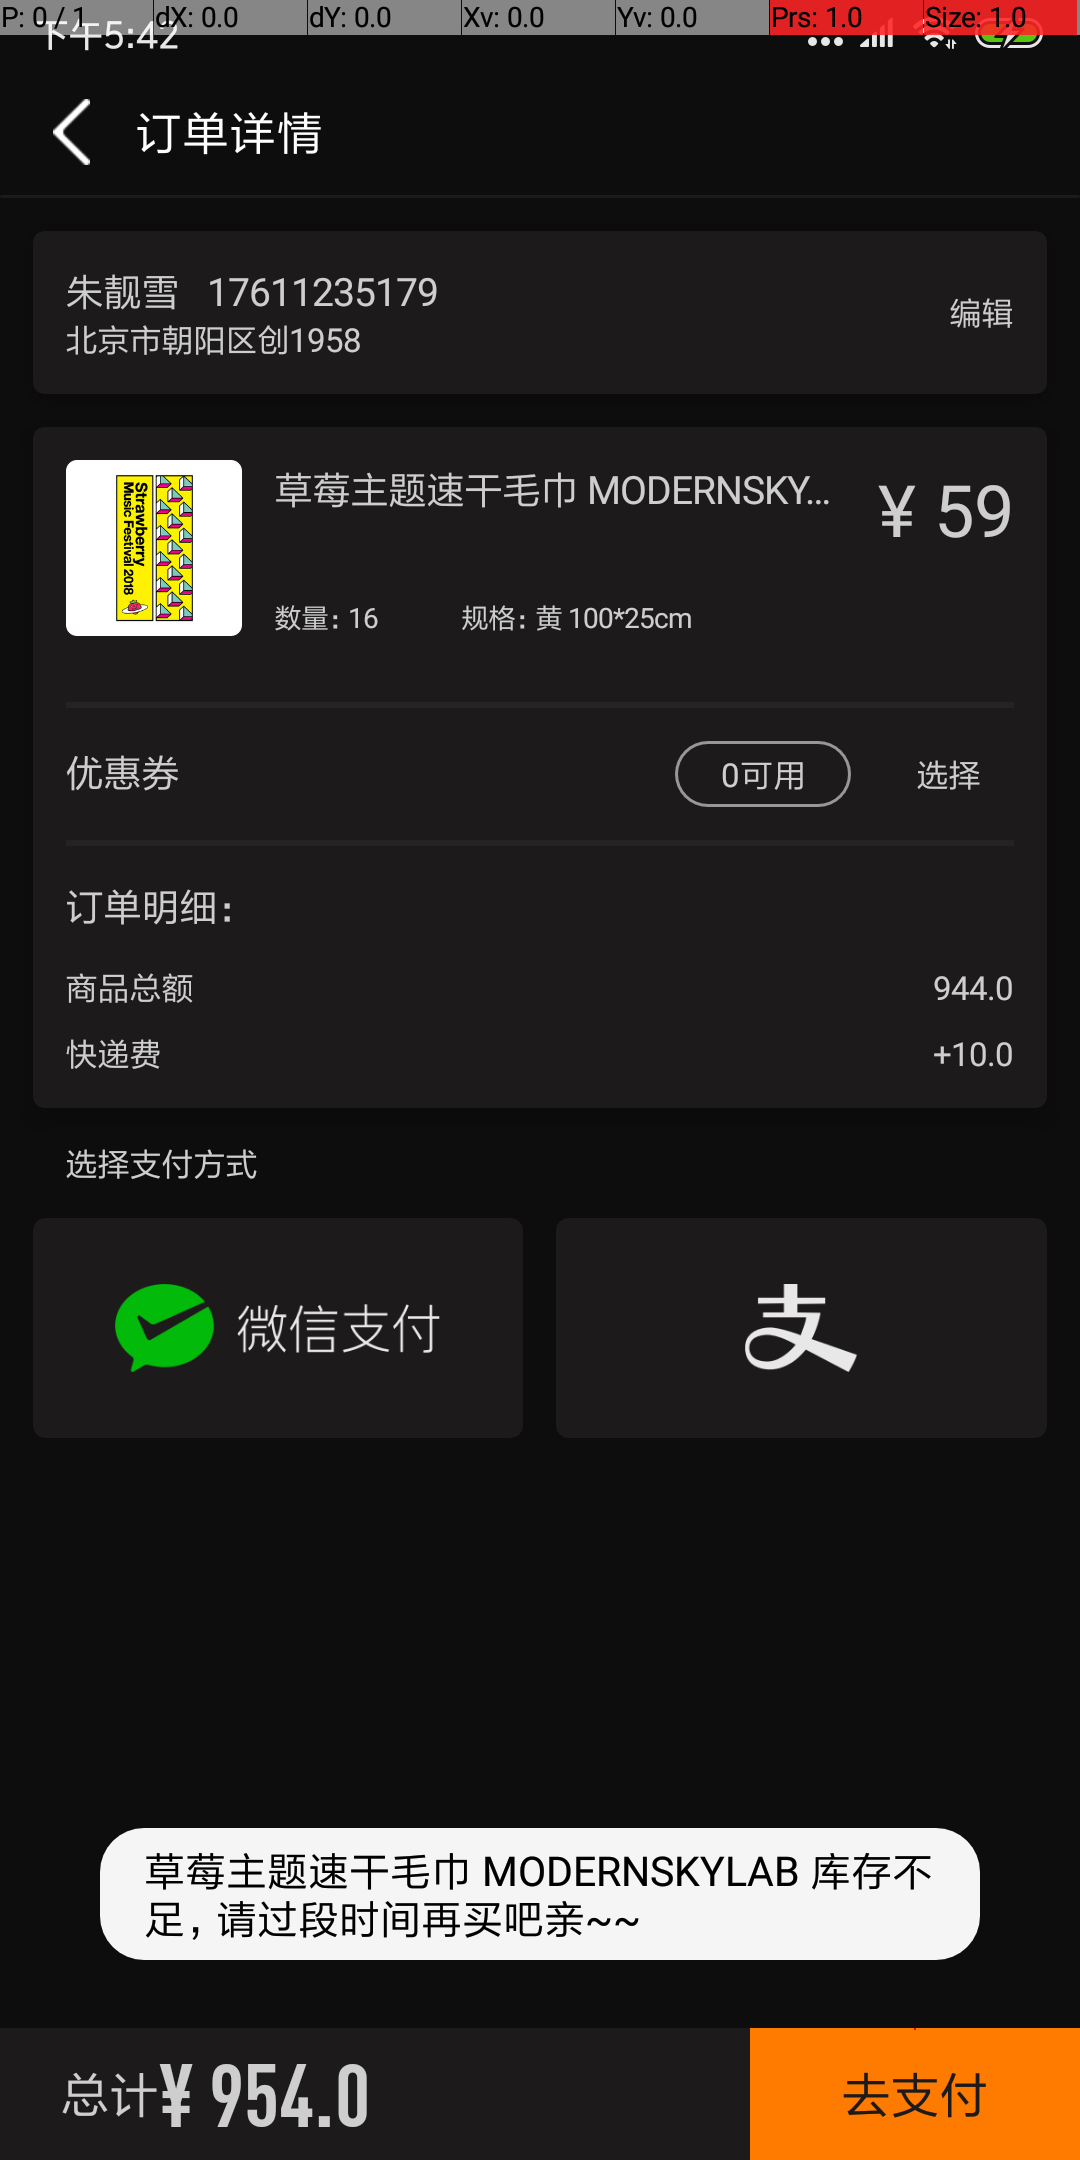 P: 0 / 1 dX: 0.0 dY: 0.0 Xv: 0.0 Yv: 0.0 Prs: 1.0 Size: 1.0
下午5:42
订单详情
朱靓雪 17611235179
北京市朝阳区创1958
编辑
草莓主题速干毛巾 MODERNSKY...
¥ 59
Strawberry
Music Festival 2018
数量: 16 规格: 黄 100*25cm
优惠券 0可用 选择
订单明细:
商品总额 944.0
快递费 +10.0
选择支付方式
微信支付 支
草莓主题速干毛巾 MODERNSKYLAB 库存不
足, 请过段时间再买吧亲~~
总计¥ 954.0 去支付